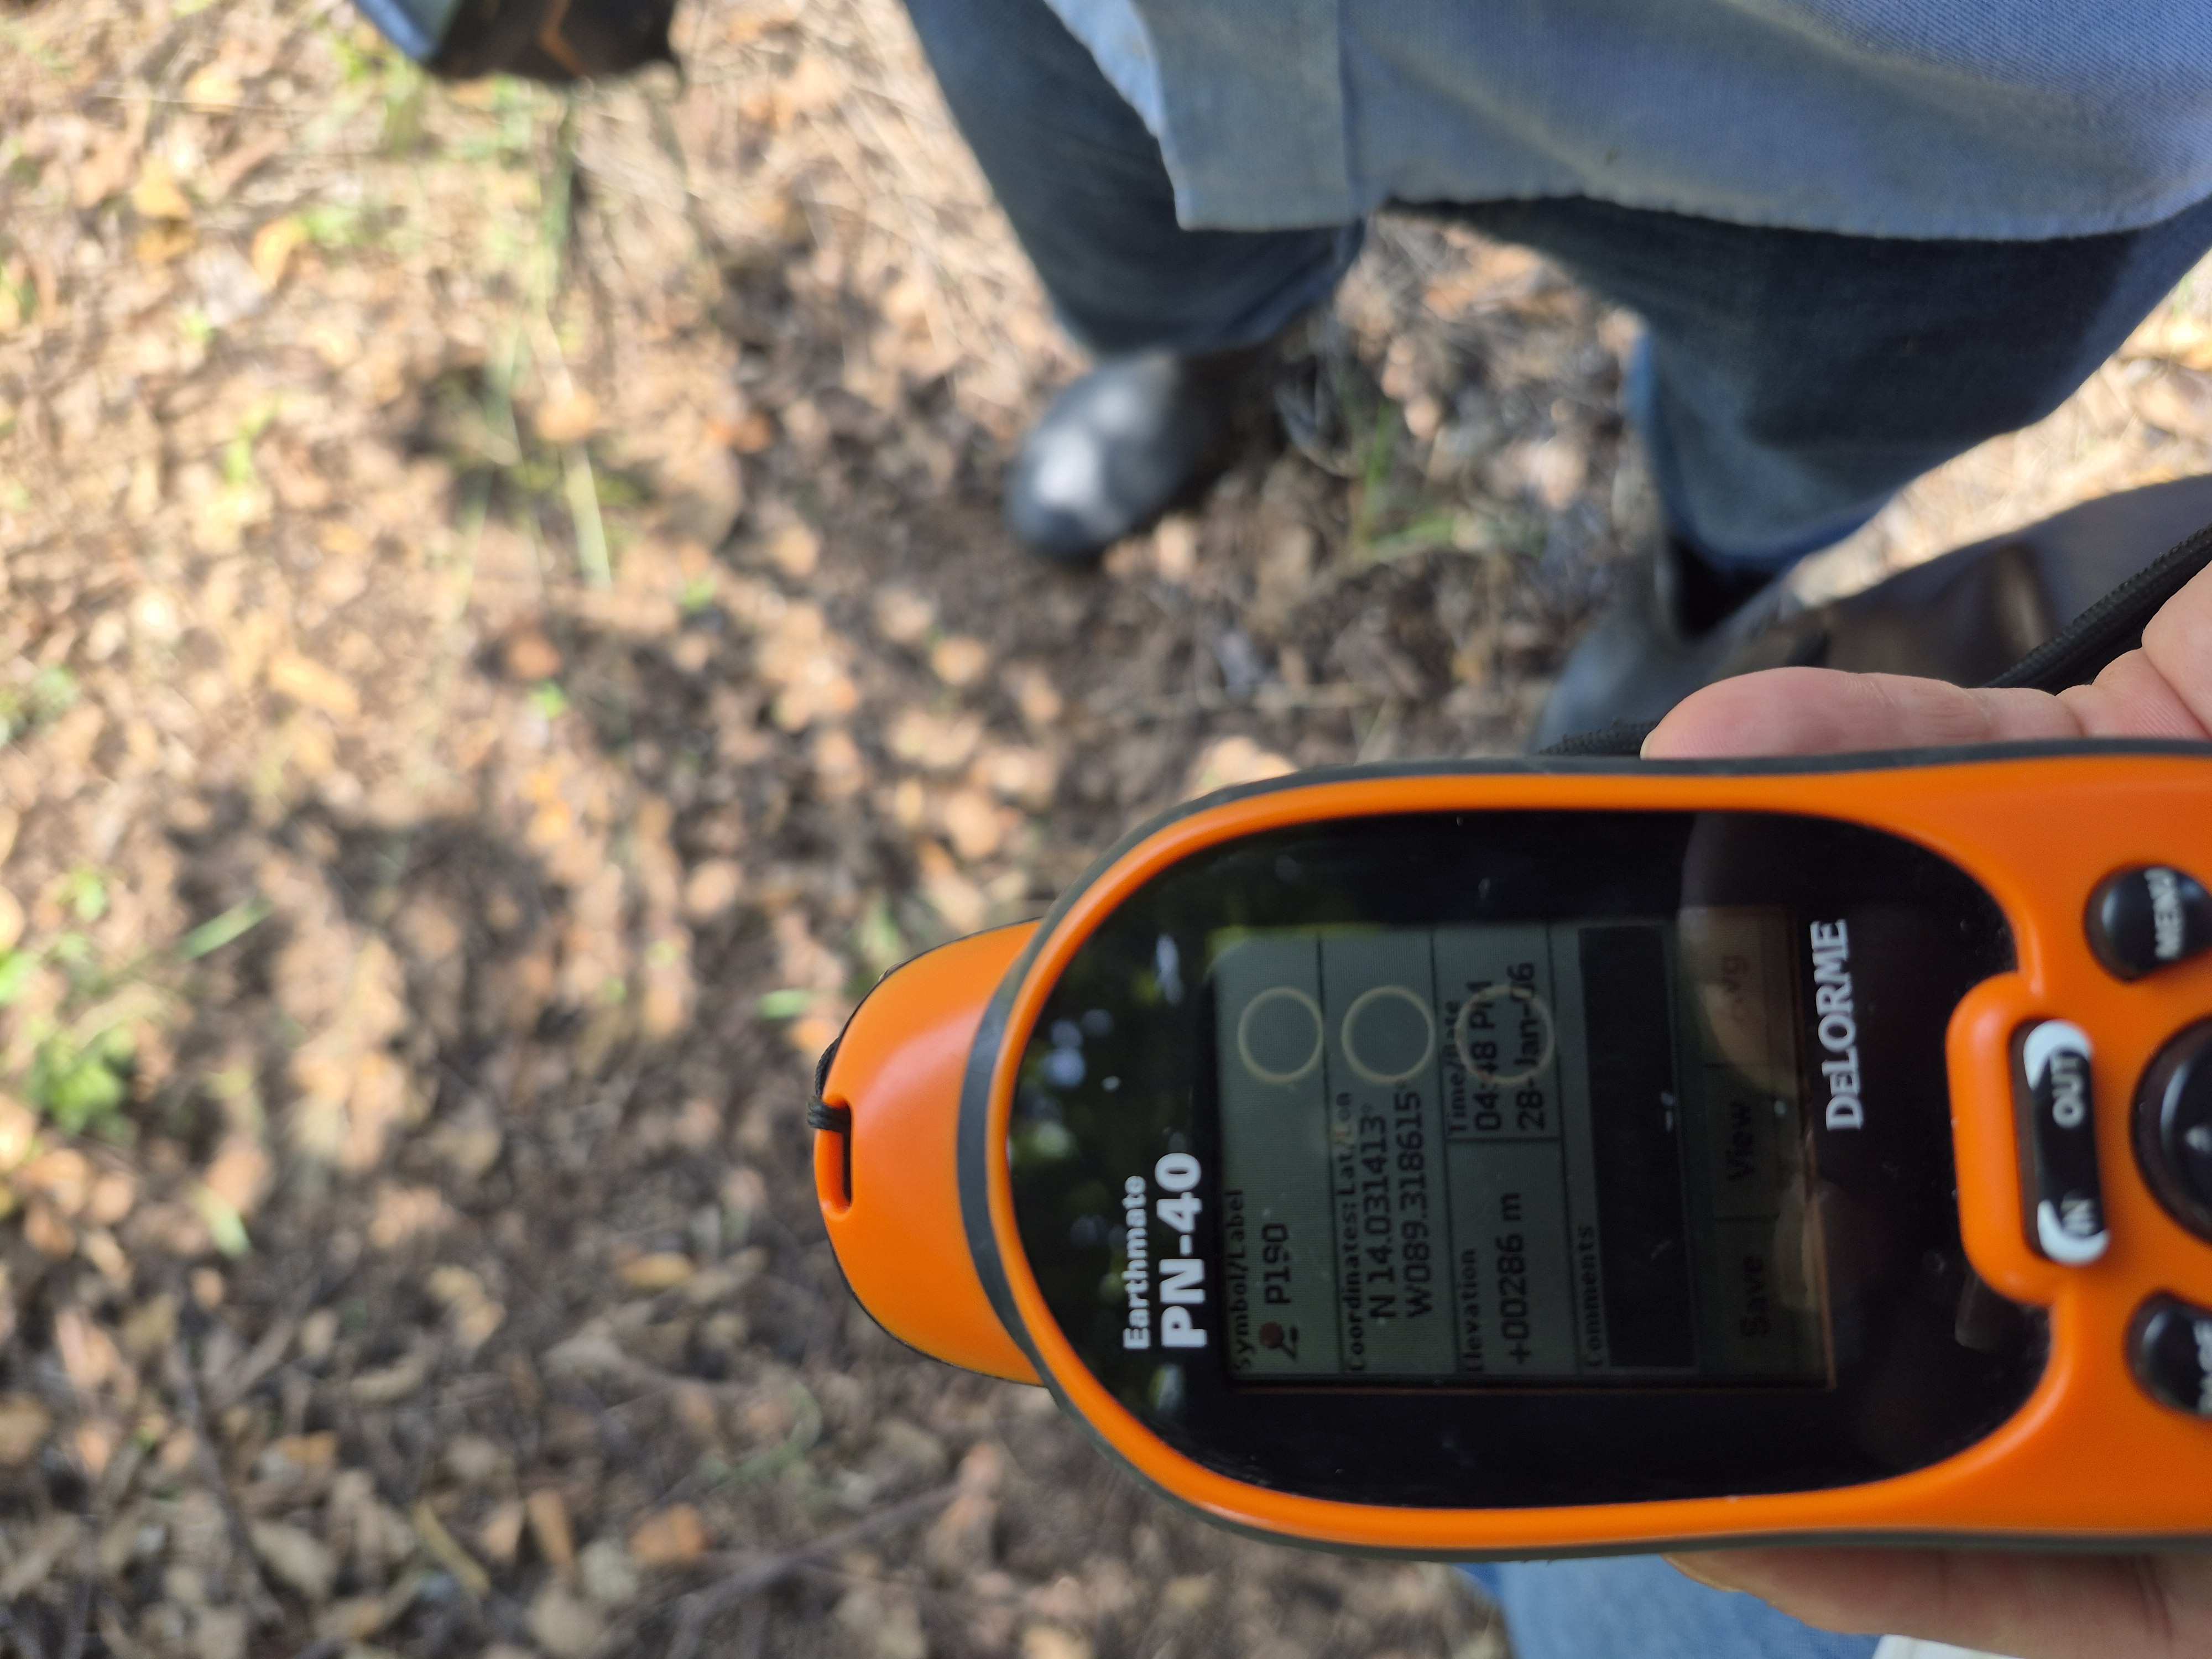 Earthmate
PN-40
Symbol/Label
P190
Coordinates: Lat/Lon
N 14.031413°
W089.318615°
Elevation
+00286 m
Time/Date
04:48 PM
28-Jan-06
Comments
Save
View
DELORME
IN
OUT
MENU